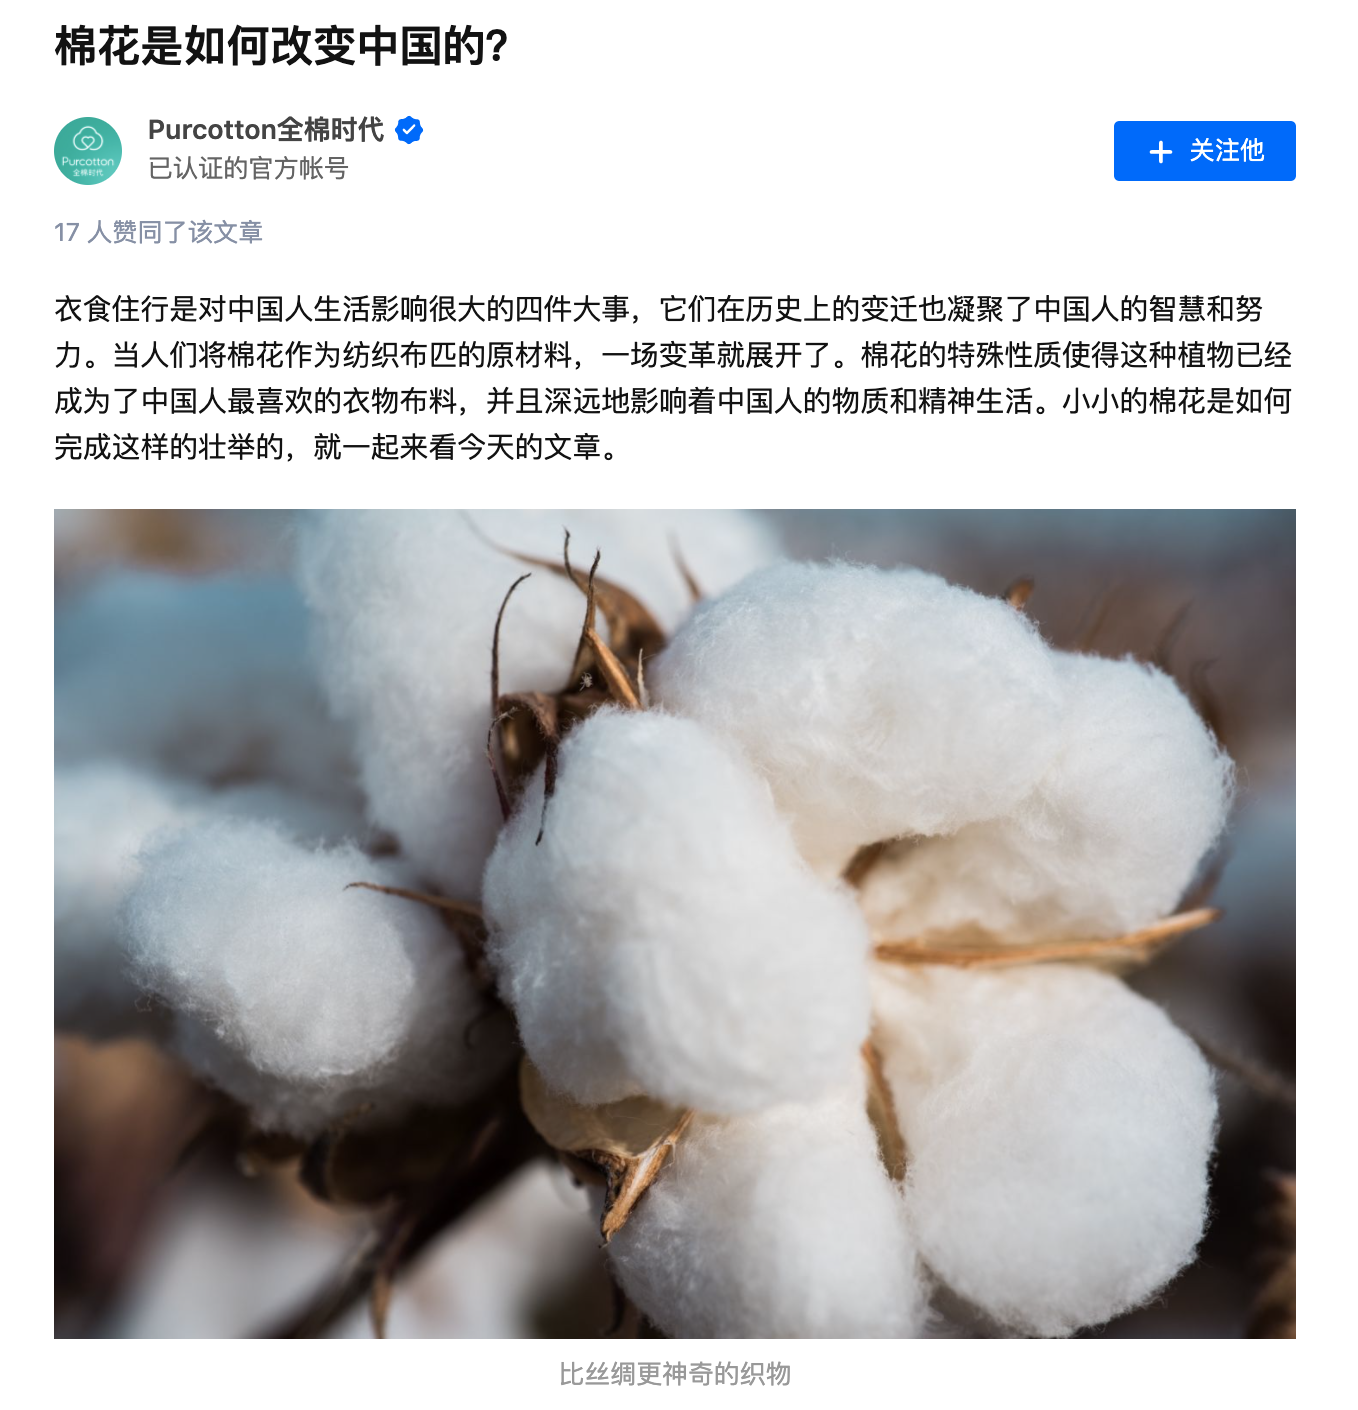 棉花是如何改变中国的?
Purcotton
全棉时代
Purcotton全棉时代
已认证的官方帐号
关注他
17 人赞同了该文章
衣食住行是对中国人生活影响很大的四件大事，它们在历史上的变迁也凝聚了中国人的智慧和努
力。当人们将棉花作为纺织布匹的原材料，一场变革就展开了。棉花的特殊性质使得这种植物已经
成为了中国人最喜欢的衣物布料，并且深远地影响着中国人的物质和精神生活。小小的棉花是如何
完成这样的壮举的，就一起来看今天的文章。
比丝绸更神奇的织物